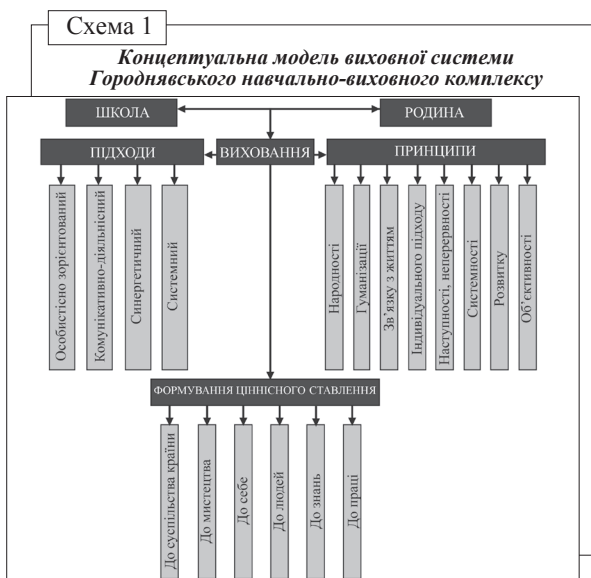 Схема 1
Концептуальна модель виховної системи
Городнявського навчально-виховного комплексу
ШКОЛА
РОДИНА
ПІДХОДИ
ВИХОВАННЯ
ПРИНЦИПИ
Особистісно зорієнтований
Комунікативно-діяльнісний
Синергетичний
Системний
Народності
Гуманізації
Зв`язку з життям
Індивідуального підходу
Наступності, неперервності
Системності
Розвитку
Об`єктивності
ФОРМУВАННЯ ЦІННІСНОГО СТАВЛЕННЯ
До суспільства країни
До мистецтва
До себе
До людей
До знань
До праці